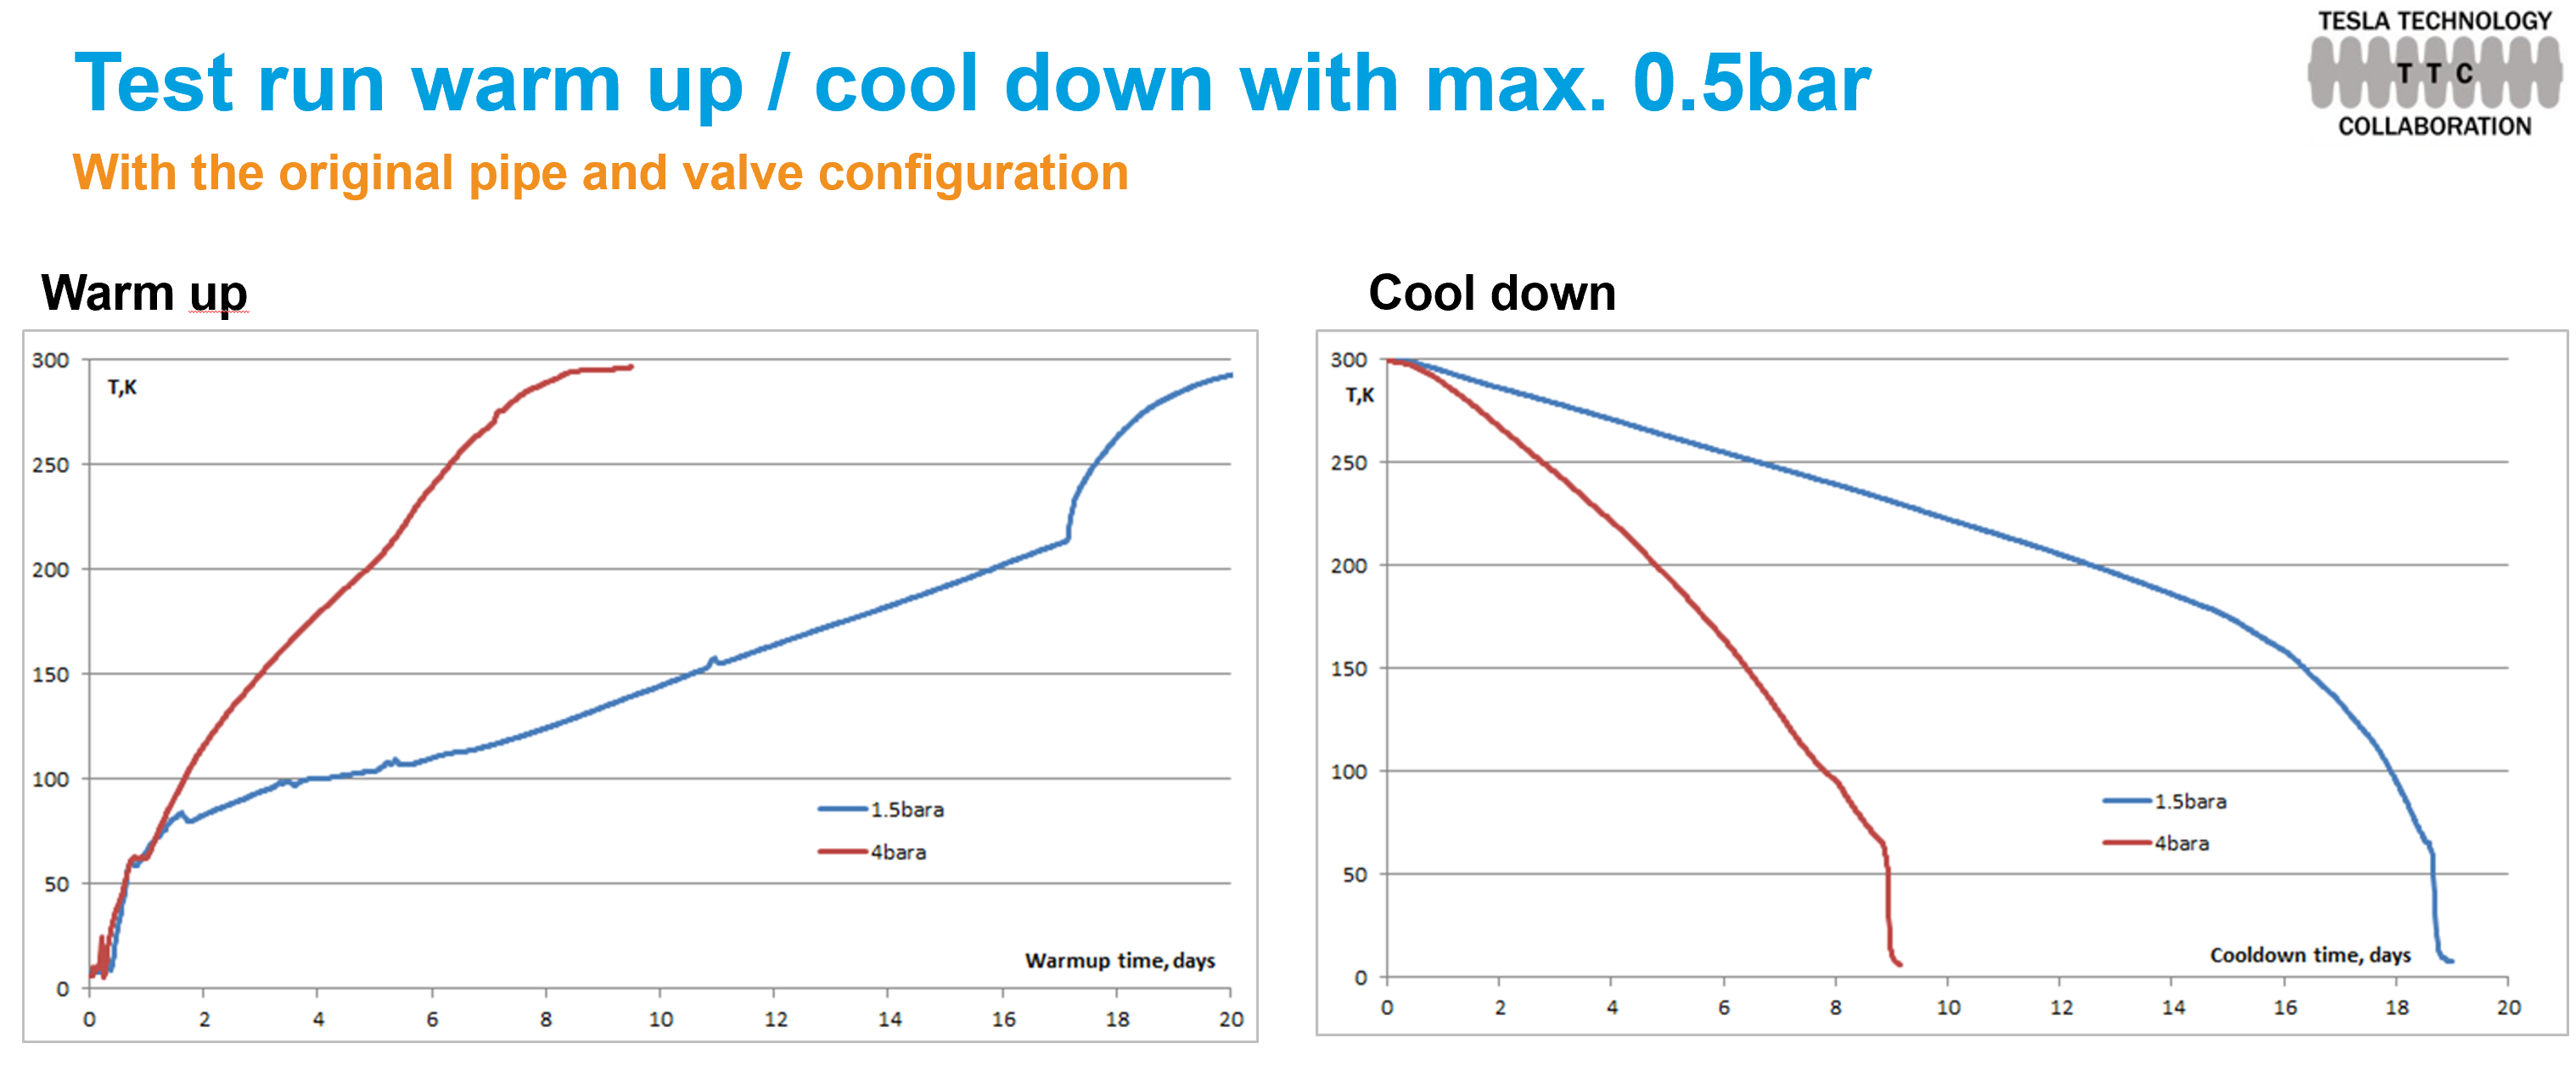 Test run warm up / cool down with max. 0.5bar
With the original pipe and valve configuration
TESLA TECHNOLOGY
T T C
COLLABORATION
Warm up
300
T,K
250
200
150
100
50
0
1.5bara
4bara
Warmup time, days
0 2 4 6 8 10 12 14 16 18 20
Cool down
300
T,K
250
200
150
100
50
0
1.5bara
4bara
Cooldown time, days
0 2 4 6 8 10 12 14 16 18 20